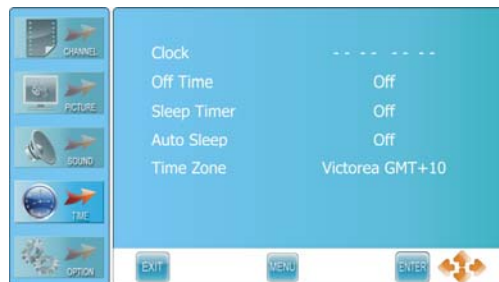 CHANNEL
PICTURE
SOUND
TIME
OPTION
Clock -- -- -- --
Off Time Off
Sleep Timer Off
Auto Sleep Off
Time Zone Victorea GMT+10
EXIT MENU ENTER